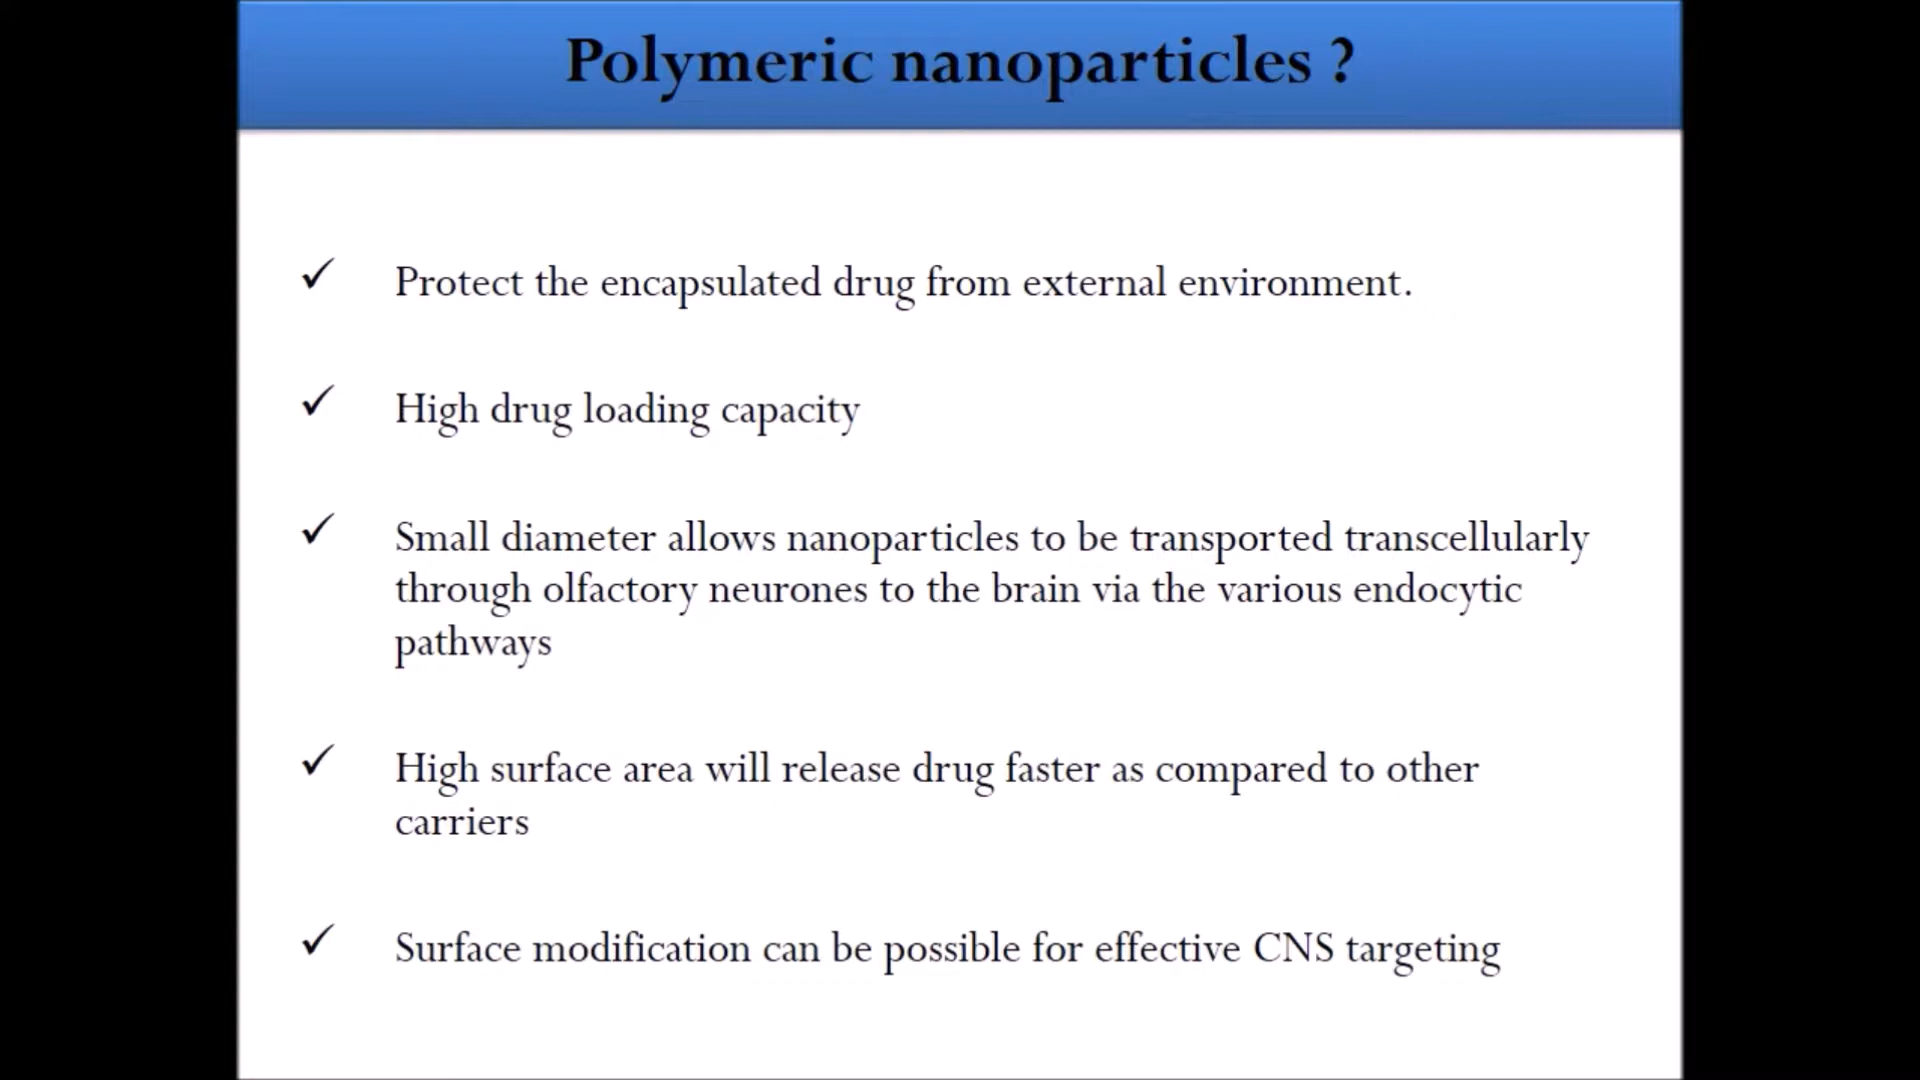 Polymeric nanoparticles ?
✓ Protect the encapsulated drug from external environment.
✓ High drug loading capacity
✓ Small diameter allows nanoparticles to be transported transcellularly
through olfactory neurones to the brain via the various endocytic
pathways
✓ High surface area will release drug faster as compared to other
carriers
✓ Surface modification can be possible for effective CNS targeting